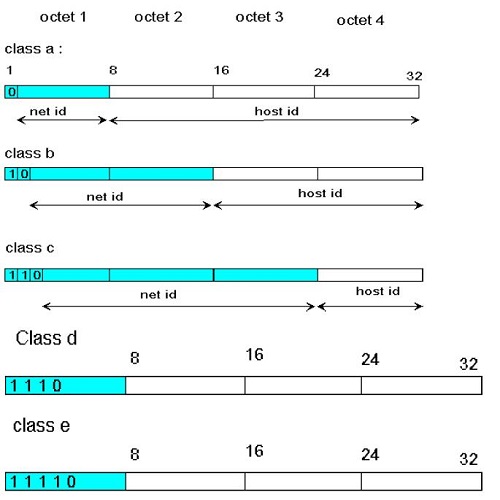 octet 1 octet 2 octet 3 octet 4
class a :
1 8 16 24 32
0
net id host id
class b
1 0
net id host id
class c
1 1 0
net id host id
Class d
8 16 24 32
1 1 1 0
class e
8 16 24 32
1 1 1 1 0